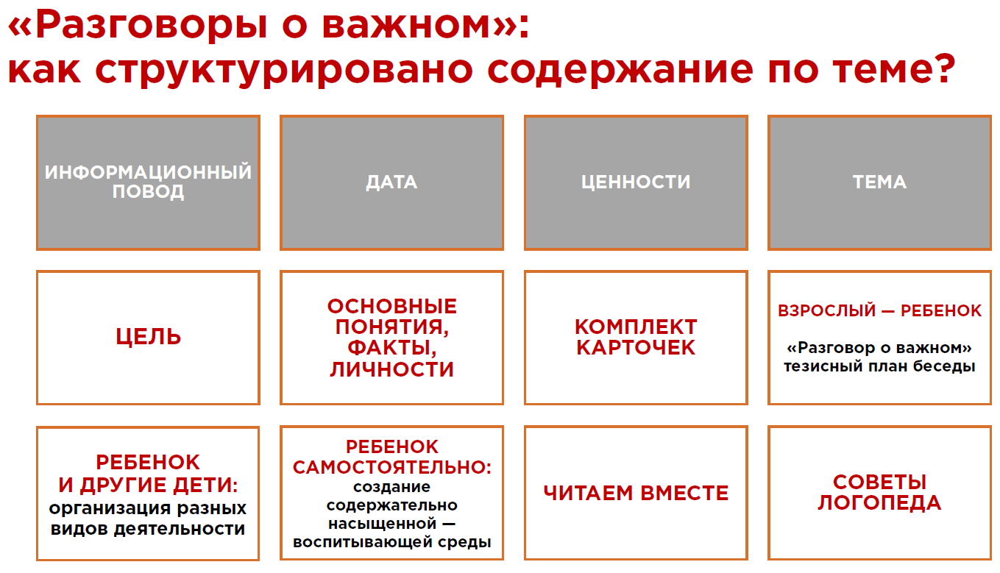 «Разговоры о важном»:
как структурировано содержание по теме?
ИНФОРМАЦИОННЫЙ
ПОВОД
ДАТА
ЦЕННОСТИ
ТЕМА
ЦЕЛЬ
ОСНОВНЫЕ
ПОНЯТИЯ,
ФАКТЫ,
ЛИЧНОСТИ
КОМПЛЕКТ
КАРТОЧЕК
ВЗРОСЛЫЙ — РЕБЕНОК
«Разговор о важном»
тезисный план беседы
РЕБЕНОК
И ДРУГИЕ ДЕТИ:
организация разных
видов деятельности
РЕБЕНОК
САМОСТОЯТЕЛЬНО:
создание
содержательно
насыщенной —
воспитывающей среды
ЧИТАЕМ ВМЕСТЕ
СОВЕТЫ
ЛОГОПЕДА